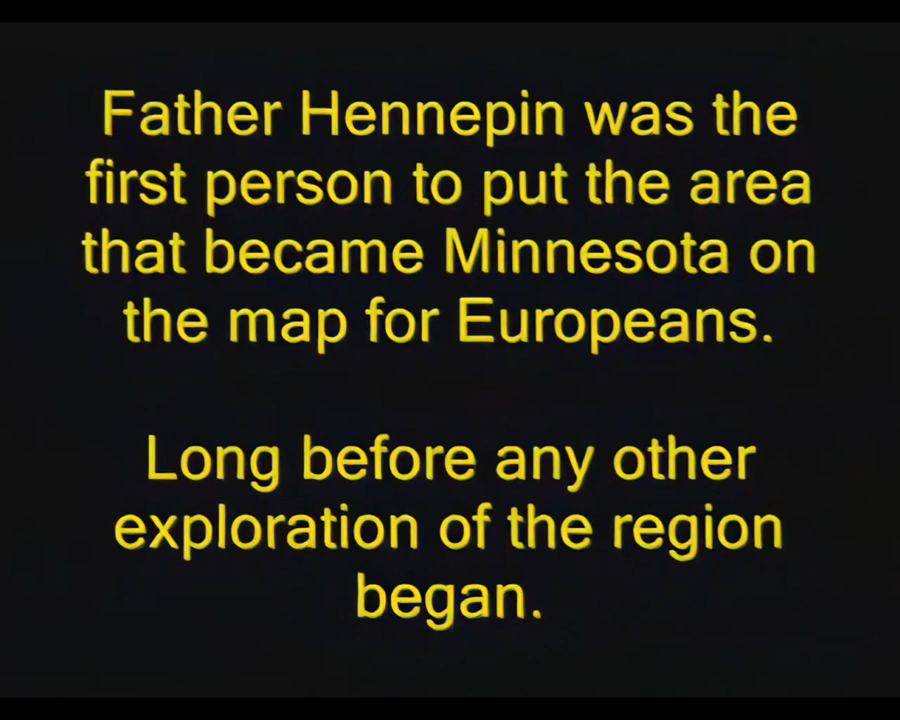 Father Hennepin was the
first person to put the area
that became Minnesota on
the map for Europeans.
Long before any other
exploration of the region
began.